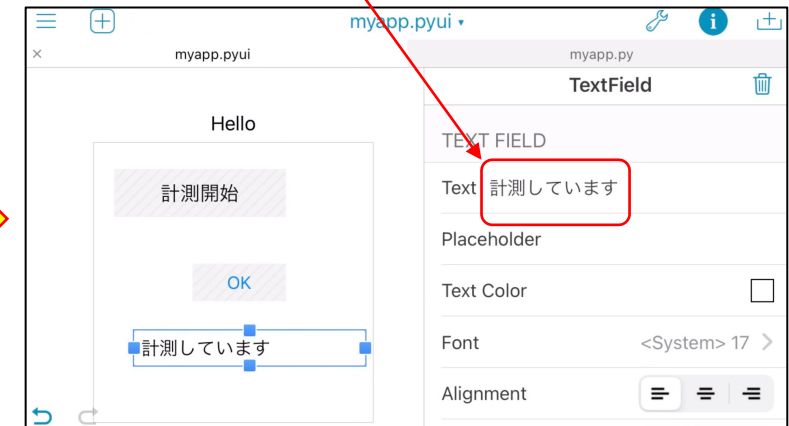 myapp.pyui ▾
myapp.pyui
myapp.py
TextField
Hello
計測開始
OK
計測しています
TEXT FIELD
Text 計測しています
Placeholder
Text Color
Font <System> 17
Alignment